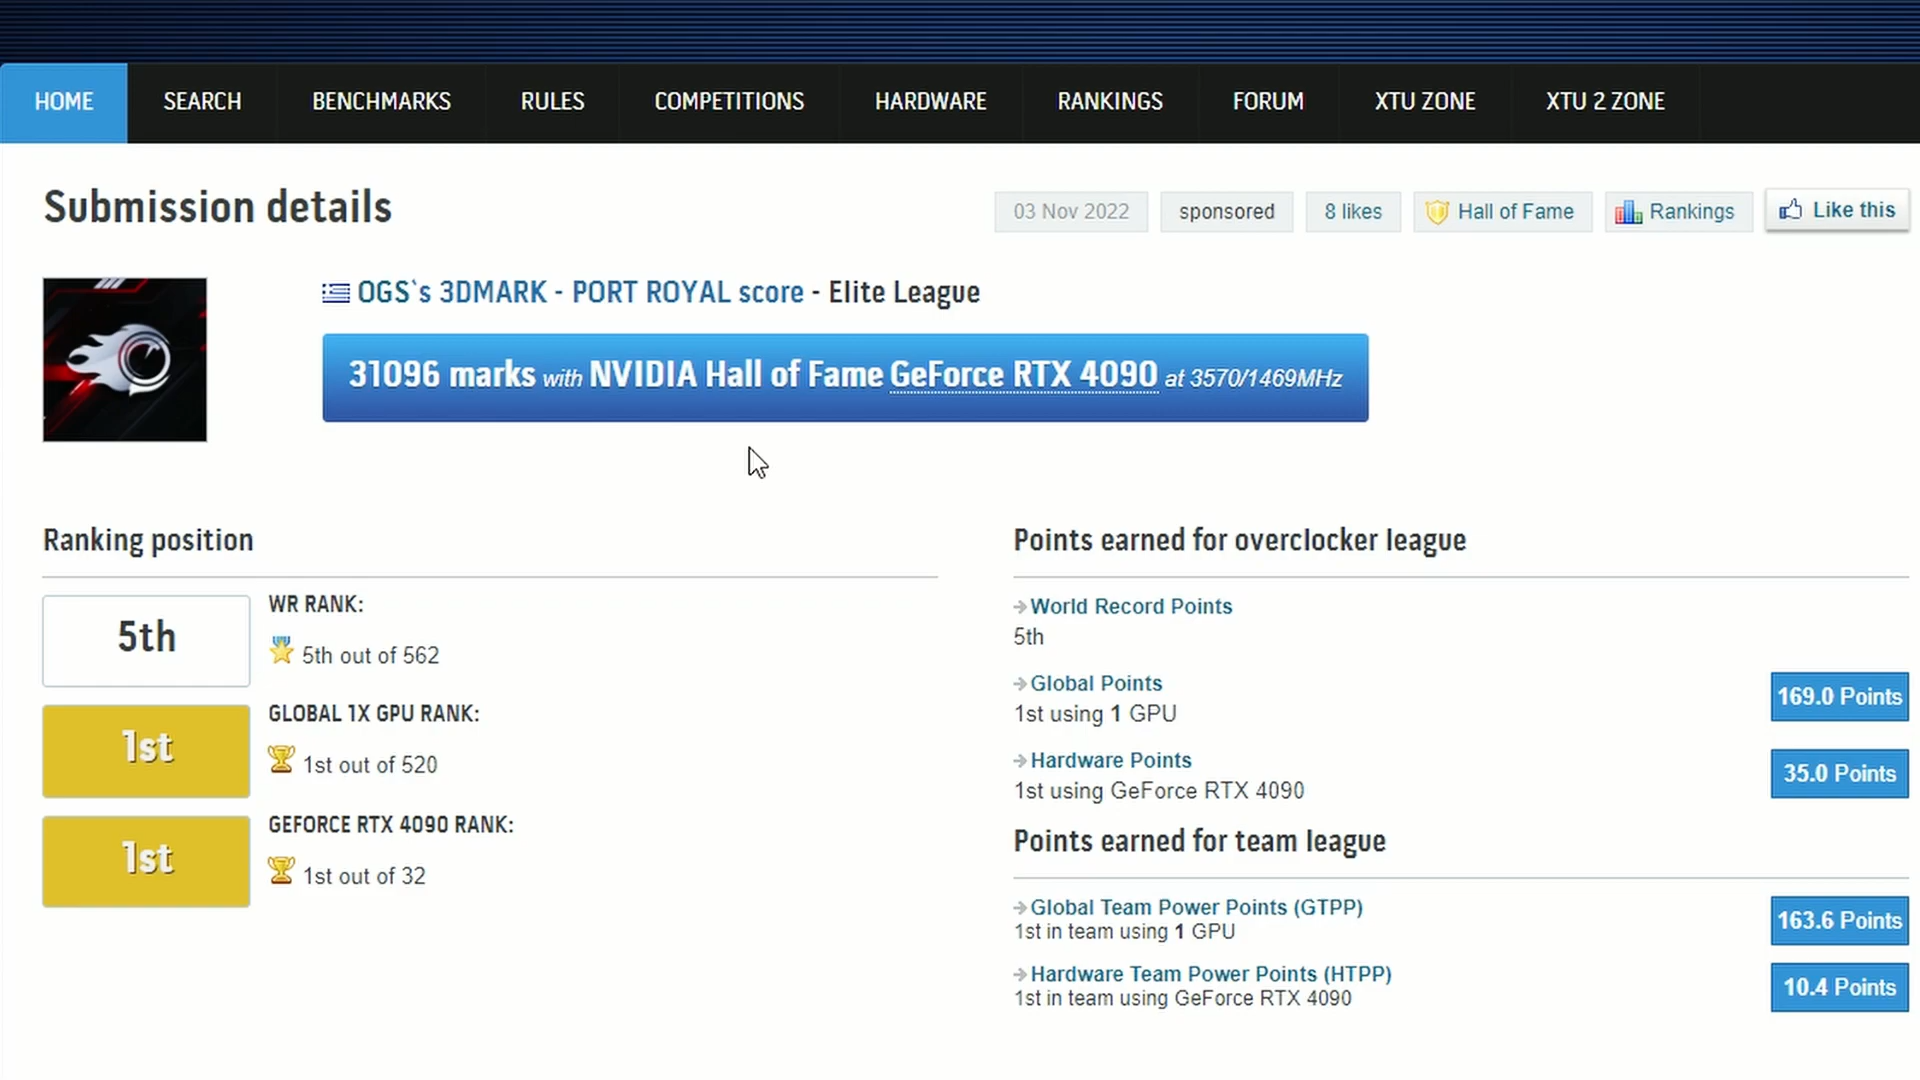 HOME SEARCH BENCHMARKS RULES COMPETITIONS HARDWARE RANKINGS FORUM XTU ZONE XTU 2 ZONE
Submission details
03 Nov 2022 sponsored 8 likes Hall of Fame Rankings Like this
OGS`s 3DMARK - PORT ROYAL score - Elite League
31096 marks with NVIDIA Hall of Fame GeForce RTX 4090 at 3570/1469MHz
Ranking position
5th
WR RANK:
5th out of 562
1st
GLOBAL 1X GPU RANK:
1st out of 520
1st
GEFORCE RTX 4090 RANK:
1st out of 32
Points earned for overclocker league
World Record Points
5th
Global Points
1st using 1 GPU
169.0 Points
Hardware Points
1st using GeForce RTX 4090
35.0 Points
Points earned for team league
Global Team Power Points (GTPP)
1st in team using 1 GPU
163.6 Points
Hardware Team Power Points (HTPP)
1st in team using GeForce RTX 4090
10.4 Points